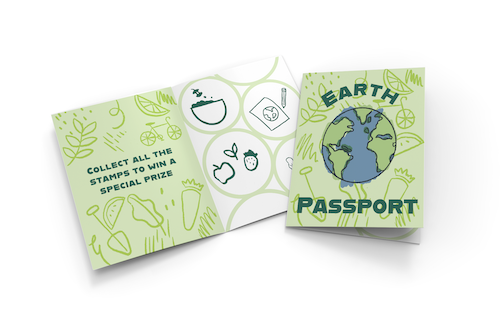 COLLECT ALL THE
STAMPS TO WIN A
SPECIAL PRIZE
EARTH
PASSPORT